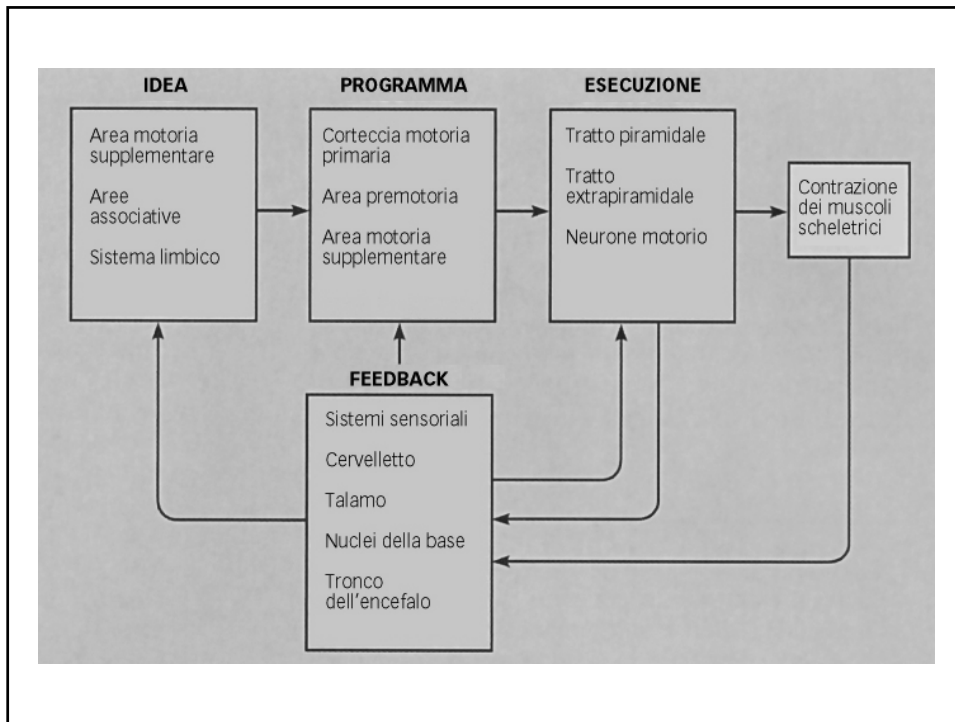 IDEA
Area motoria
supplementare
Aree
associative
Sistema limbico
PROGRAMMA
Corteccia motoria
primaria
Area premotoria
Area motoria
supplementare
ESECUZIONE
Tratto piramidale
Tratto
extrapiramidale
Neurone motorio
Contrazione
dei muscoli
scheletrici
FEEDBACK
Sistemi sensoriali
Cervelletto
Talamo
Nuclei della base
Tronco
dell'encefalo